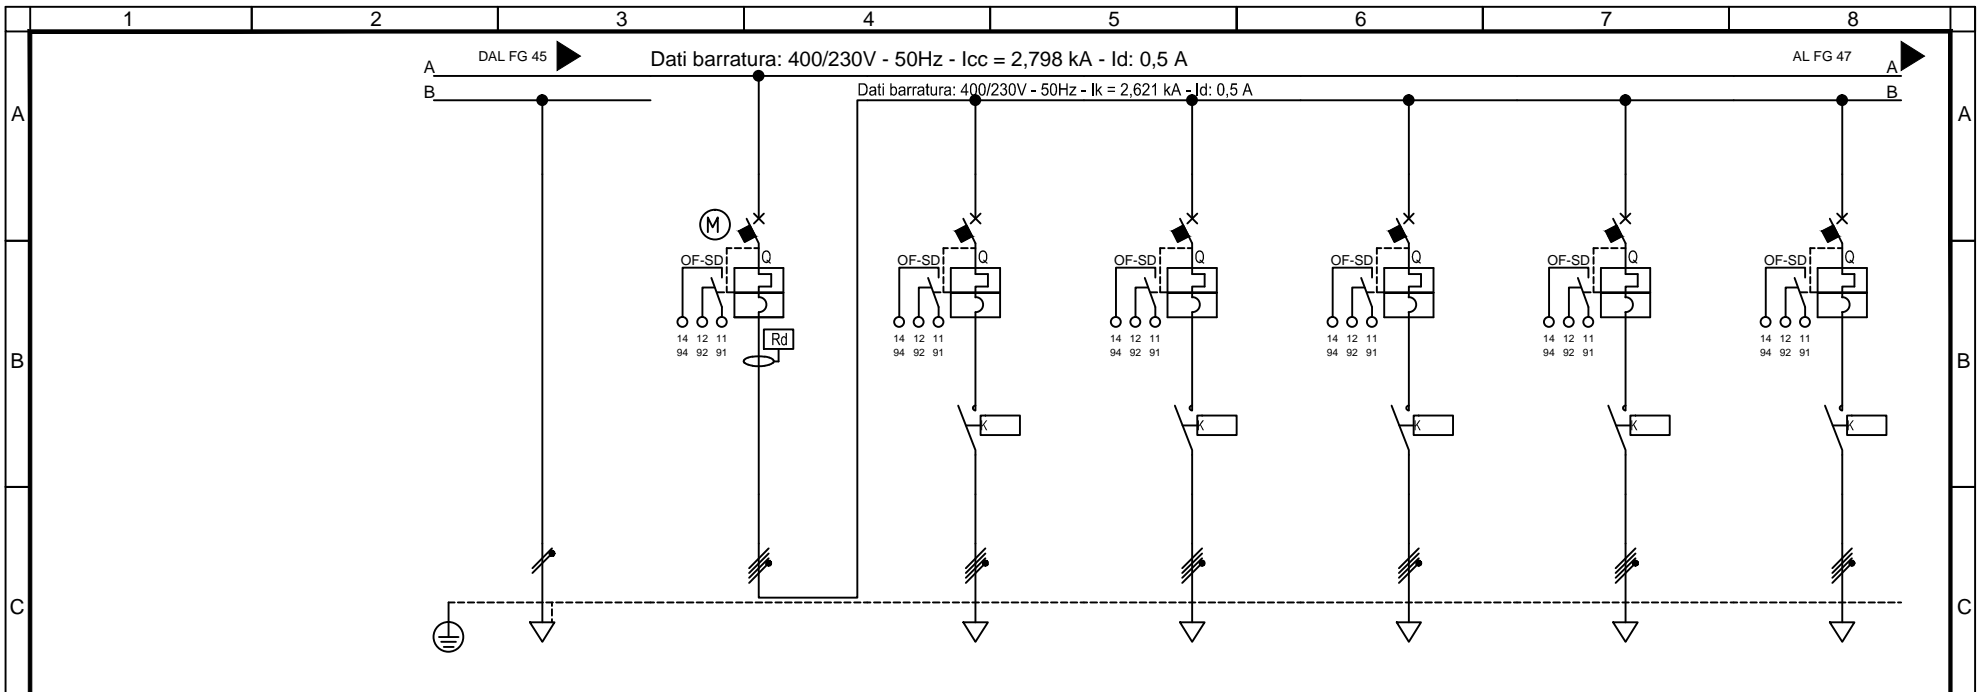 1 2 3 4 5 6 7 8
DAL FG 45 Dati barratura: 400/230V - 50Hz - Icc = 2,798 kA - Id: 0,5 A AL FG 47
A A
Dati barratura: 400/230V - 50Hz - Ik = 2,621 kA - Id: 0,5 A
B B
A A
M
OF-SD Q OF-SD Q OF-SD Q OF-SD Q OF-SD Q OF-SD Q
14 12 11 14 12 11 14 12 11 14 12 11 14 12 11 14 12 11
Rd
94 92 91 94 92 91 94 92 91 94 92 91 94 92 91 94 92 91
B B
K K K K K
C C